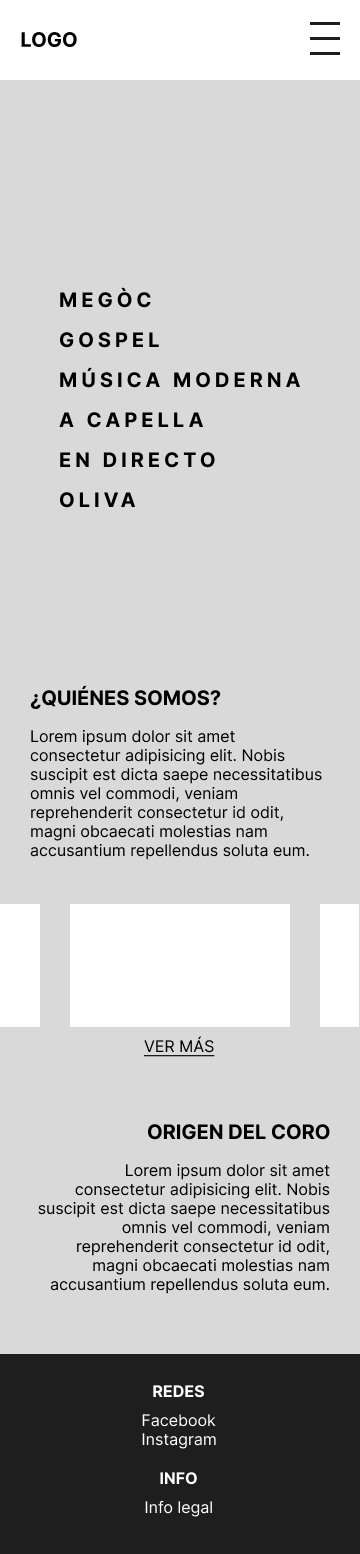 LOGO
MEGÒC
GOSPEL
MÚSICA MODERNA
A CAPELLA
EN DIRECTO
OLIVA
¿QUIÉNES SOMOS?
Lorem ipsum dolor sit amet
consectetur adipisicing elit. Nobis
suscipit est dicta saepe necessitatibus
omnis vel commodi, veniam
reprehenderit consectetur id odit,
magni obcaecati molestias nam
accusantium repellendus soluta eum.
VER MÁS
ORIGEN DEL CORO
Lorem ipsum dolor sit amet
consectetur adipisicing elit. Nobis
suscipit est dicta saepe necessitatibus
omnis vel commodi, veniam
reprehenderit consectetur id odit,
magni obcaecati molestias nam
accusantium repellendus soluta eum.
REDES
Facebook
Instagram
INFO
Info legal